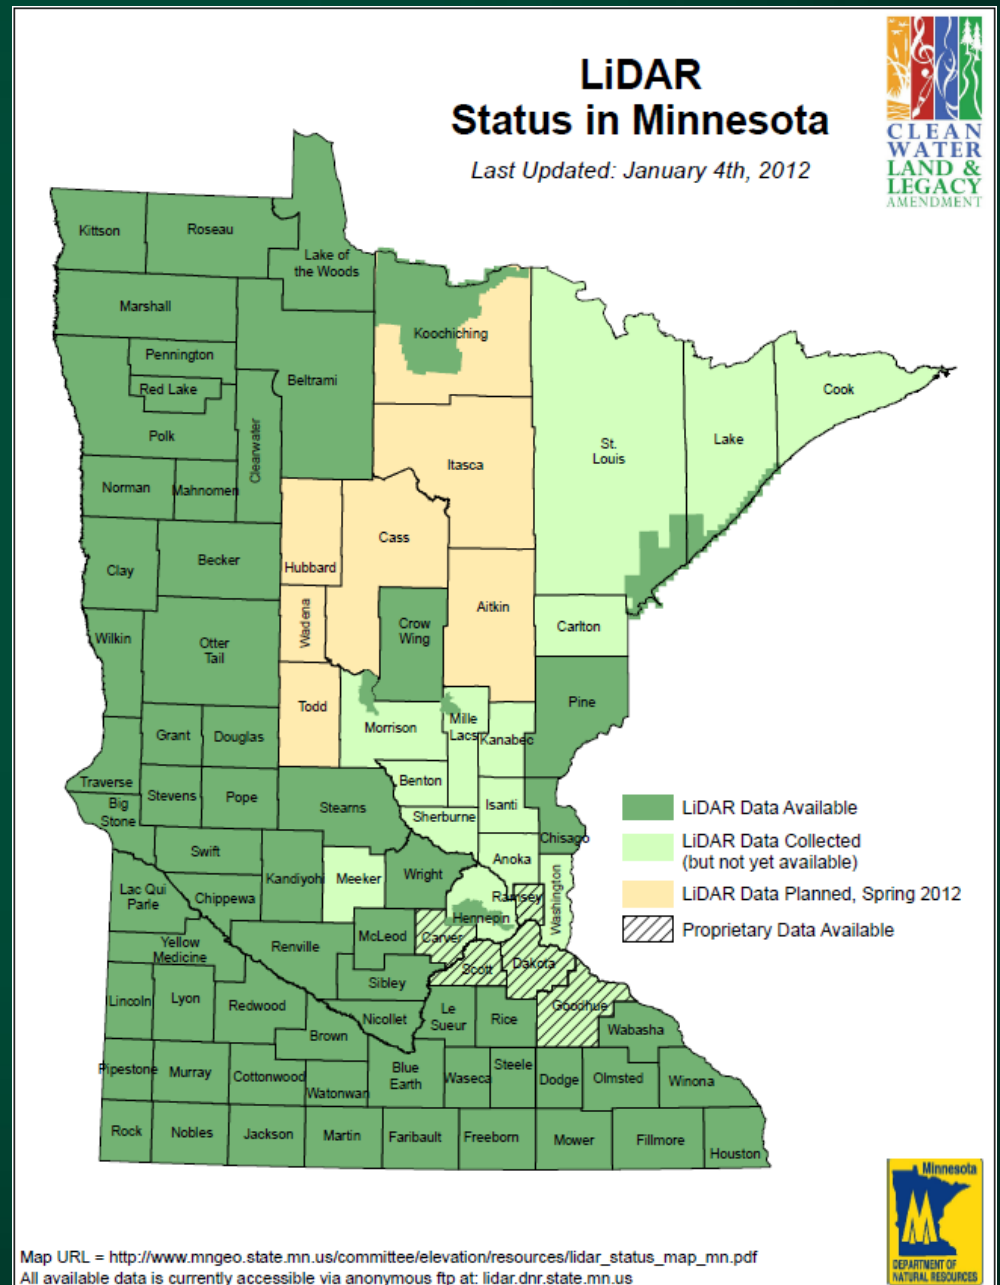 LiDAR
Status in Minnesota
Last Updated: January 4th, 2012
CLEAN
WATER
LAND &
LEGACY
AMENDMENT
Kittson
Roseau
Lake of
the Woods
Marshall
Koochiching
Pennington
Red Lake
Beltrami
Cook
Polk
Clearwater
St.
Louis
Lake
Itasca
Norman
Mahnomen
Cass
Hubbard
Becker
Clay
Wadena
Aitkin
Crow
Wing
Carlton
Wilkin
Otter
Tail
Todd
Pine
Morrison
Mille
Lacs
Kanabec
Grant
Douglas
Benton
Traverse
Stevens
Pope
Big
Stone
Stearns
Isanti
Sherburne
Chisago
Swift
Anoka
Kandiyohi
Meeker
Wright
Ramsey
Washington
Lac Qui
Parle
Chippewa
Hennepin
McLeod
Carver
Renville
Yellow
Medicine
Scott
Dakota
Sibley
Lincoln
Lyon
Redwood
Nicollet
Le
Sueur
Rice
Goodhue
Wabasha
Brown
Pipestone
Murray
Cottonwood
Watonwan
Blue
Earth
Waseca
Steele
Dodge
Olmsted
Winona
Rock
Nobles
Jackson
Martin
Faribault
Freeborn
Mower
Fillmore
Houston
LiDAR Data Available
LiDAR Data Collected
(but not yet available)
LiDAR Data Planned, Spring 2012
Proprietary Data Available
Minnesota
DEPARTMENT OF
NATURAL RESOURCES
Map URL = http://www.mngeo.state.mn.us/committee/elevation/resources/lidar_status_map_mn.pdf
All available data is currently accessible via anonymous ftp at: lidar.dnr.state.mn.us